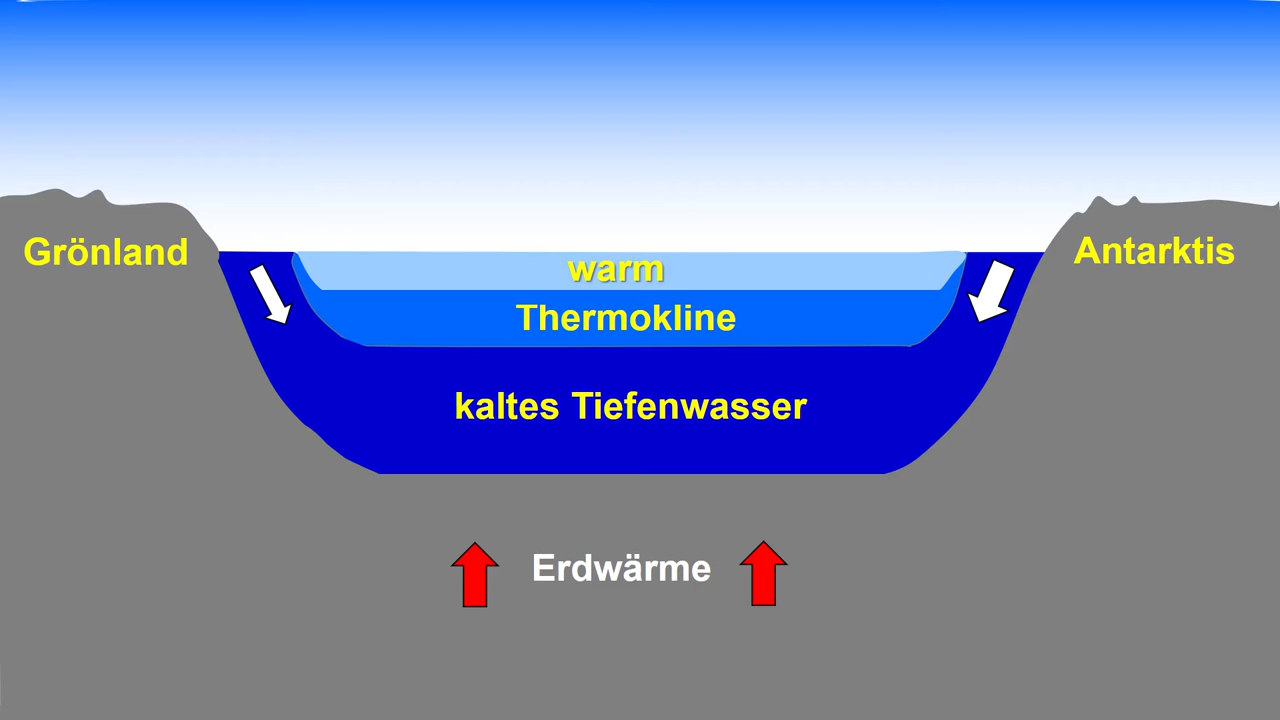 warm
Grönland
Antarktis
Thermokline
kaltes Tiefenwasser
Erdwärme